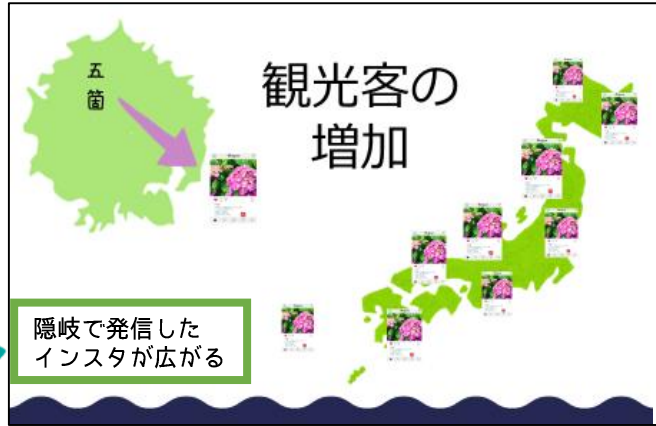 五
箇
観光客の
増加
隠岐で発信した
インスタが広がる